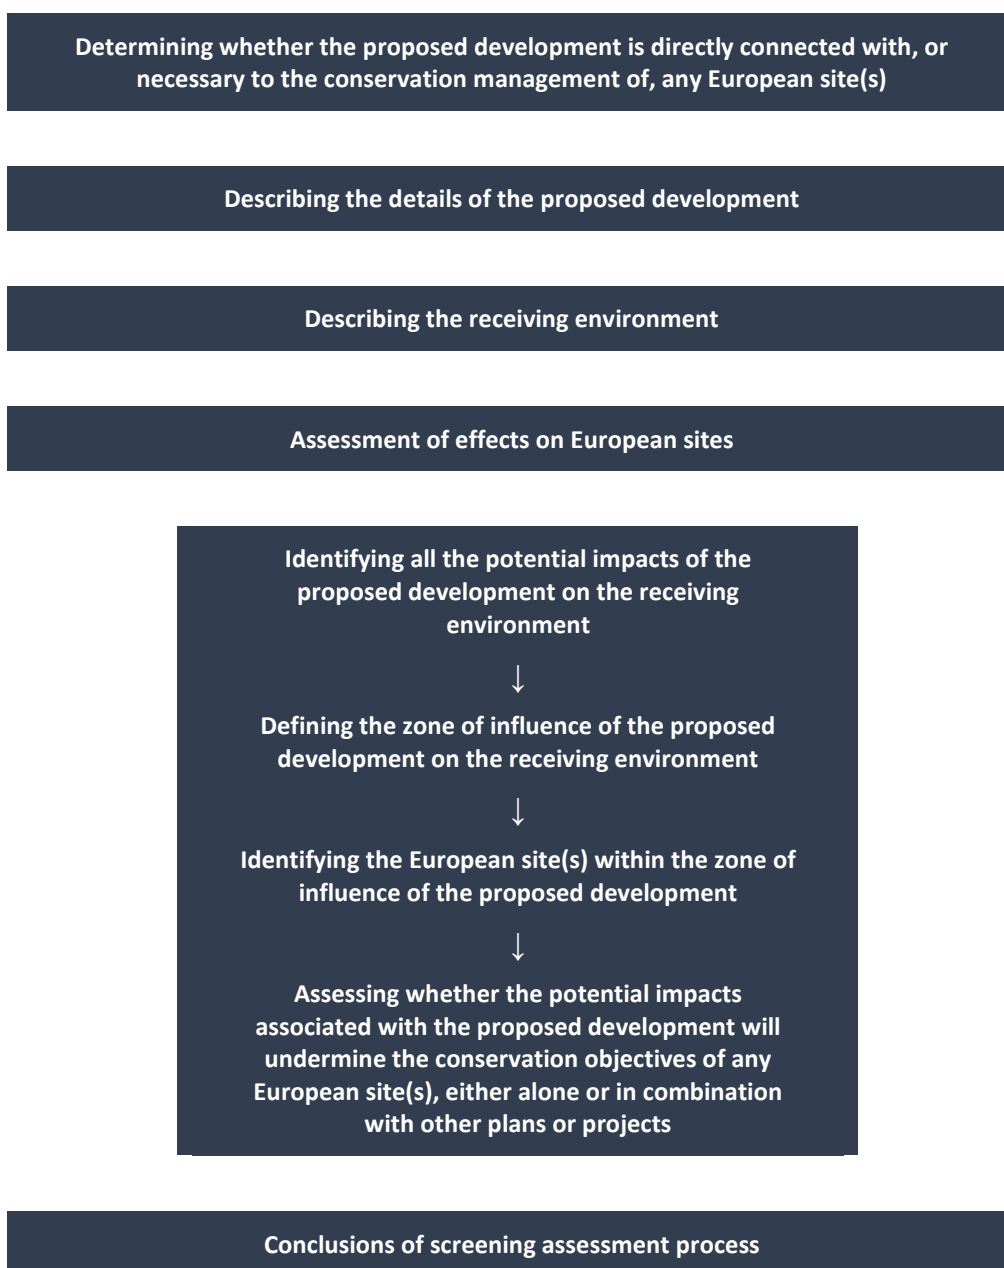 Determining whether the proposed development is directly connected with, or
necessary to the conservation management of, any European site(s)
Describing the details of the proposed development
Describing the receiving environment
Assessment of effects on European sites
Identifying all the potential impacts of the
proposed development on the receiving
environment
↓
Defining the zone of influence of the proposed
development on the receiving environment
↓
Identifying the European site(s) within the zone of
influence of the proposed development
↓
Assessing whether the potential impacts
associated with the proposed development will
undermine the conservation objectives of any
European site(s), either alone or in combination
with other plans or projects
Conclusions of screening assessment process